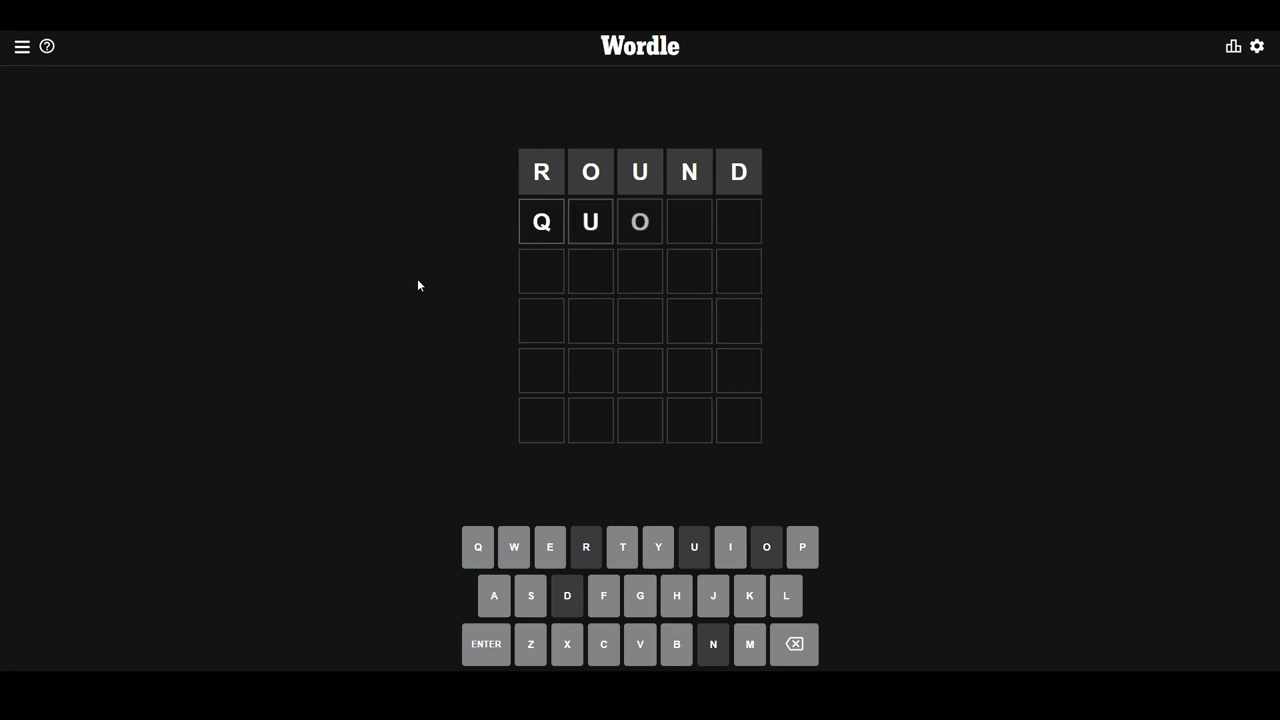 Wordle
R O U N D
Q U O
Q W E R T Y U I O P
A S D F G H J K L
ENTER Z X C V B N M